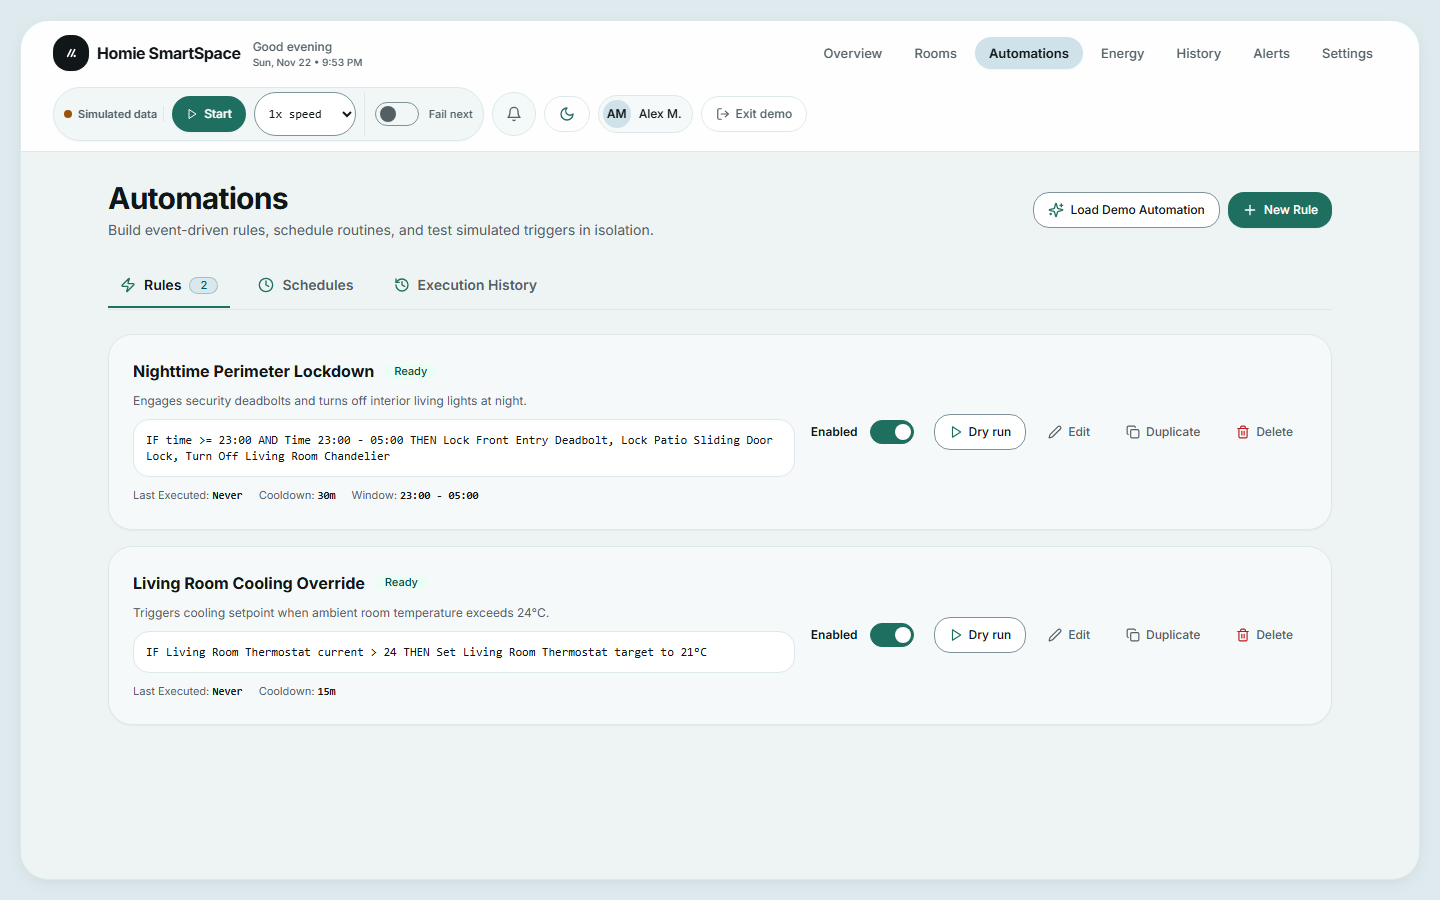 Homie SmartSpace
Good evening
Sun, Nov 22 • 9:53 PM
Overview
Rooms
Automations
Energy
History
Alerts
Settings
Simulated data
Start
1x speed
Fail next
AM
Alex M.
Exit demo
Automations
Build event-driven rules, schedule routines, and test simulated triggers in isolation.
Load Demo Automation
New Rule
Rules 2
Schedules
Execution History
Nighttime Perimeter Lockdown
Ready
Engages security deadbolts and turns off interior living lights at night.
IF time >= 23:00 AND Time 23:00 - 05:00 THEN Lock Front Entry Deadbolt, Lock Patio Sliding Door
Lock, Turn Off Living Room Chandelier
Last Executed: Never Cooldown: 30m Window: 23:00 - 05:00
Enabled
Dry run
Edit
Duplicate
Delete
Living Room Cooling Override
Ready
Triggers cooling setpoint when ambient room temperature exceeds 24°C.
IF Living Room Thermostat current > 24 THEN Set Living Room Thermostat target to 21°C
Last Executed: Never Cooldown: 15m
Enabled
Dry run
Edit
Duplicate
Delete